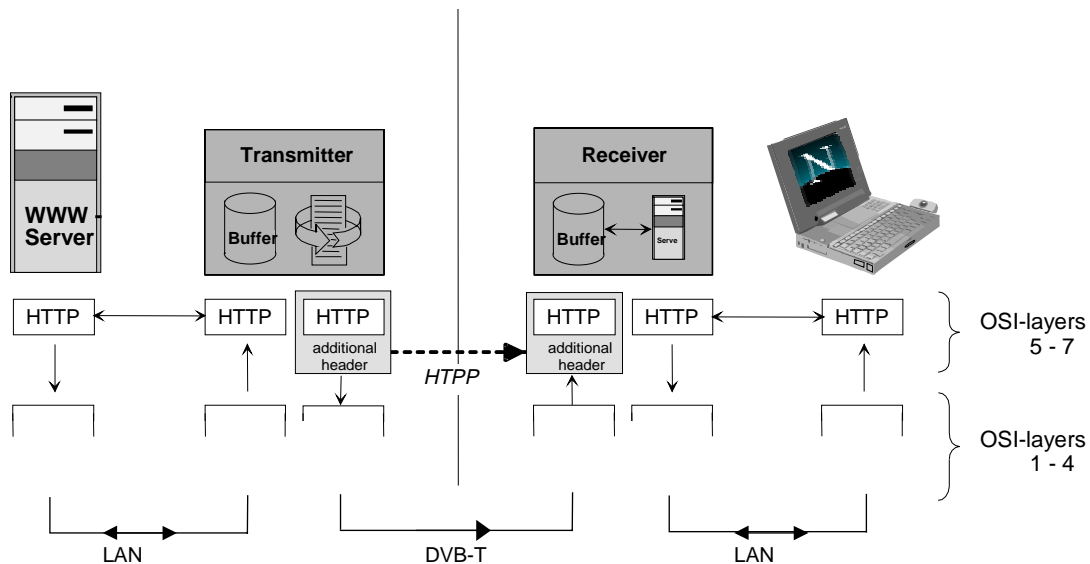 WWW
Server
Transmitter
Buffer
Receiver
Buffer
Serve
N
HTTP
HTTP
HTTP
additional
header
HTPP
HTTP
additional
header
HTTP
HTTP
OSI-layers
5 - 7
OSI-layers
1 - 4
LAN
DVB-T
LAN